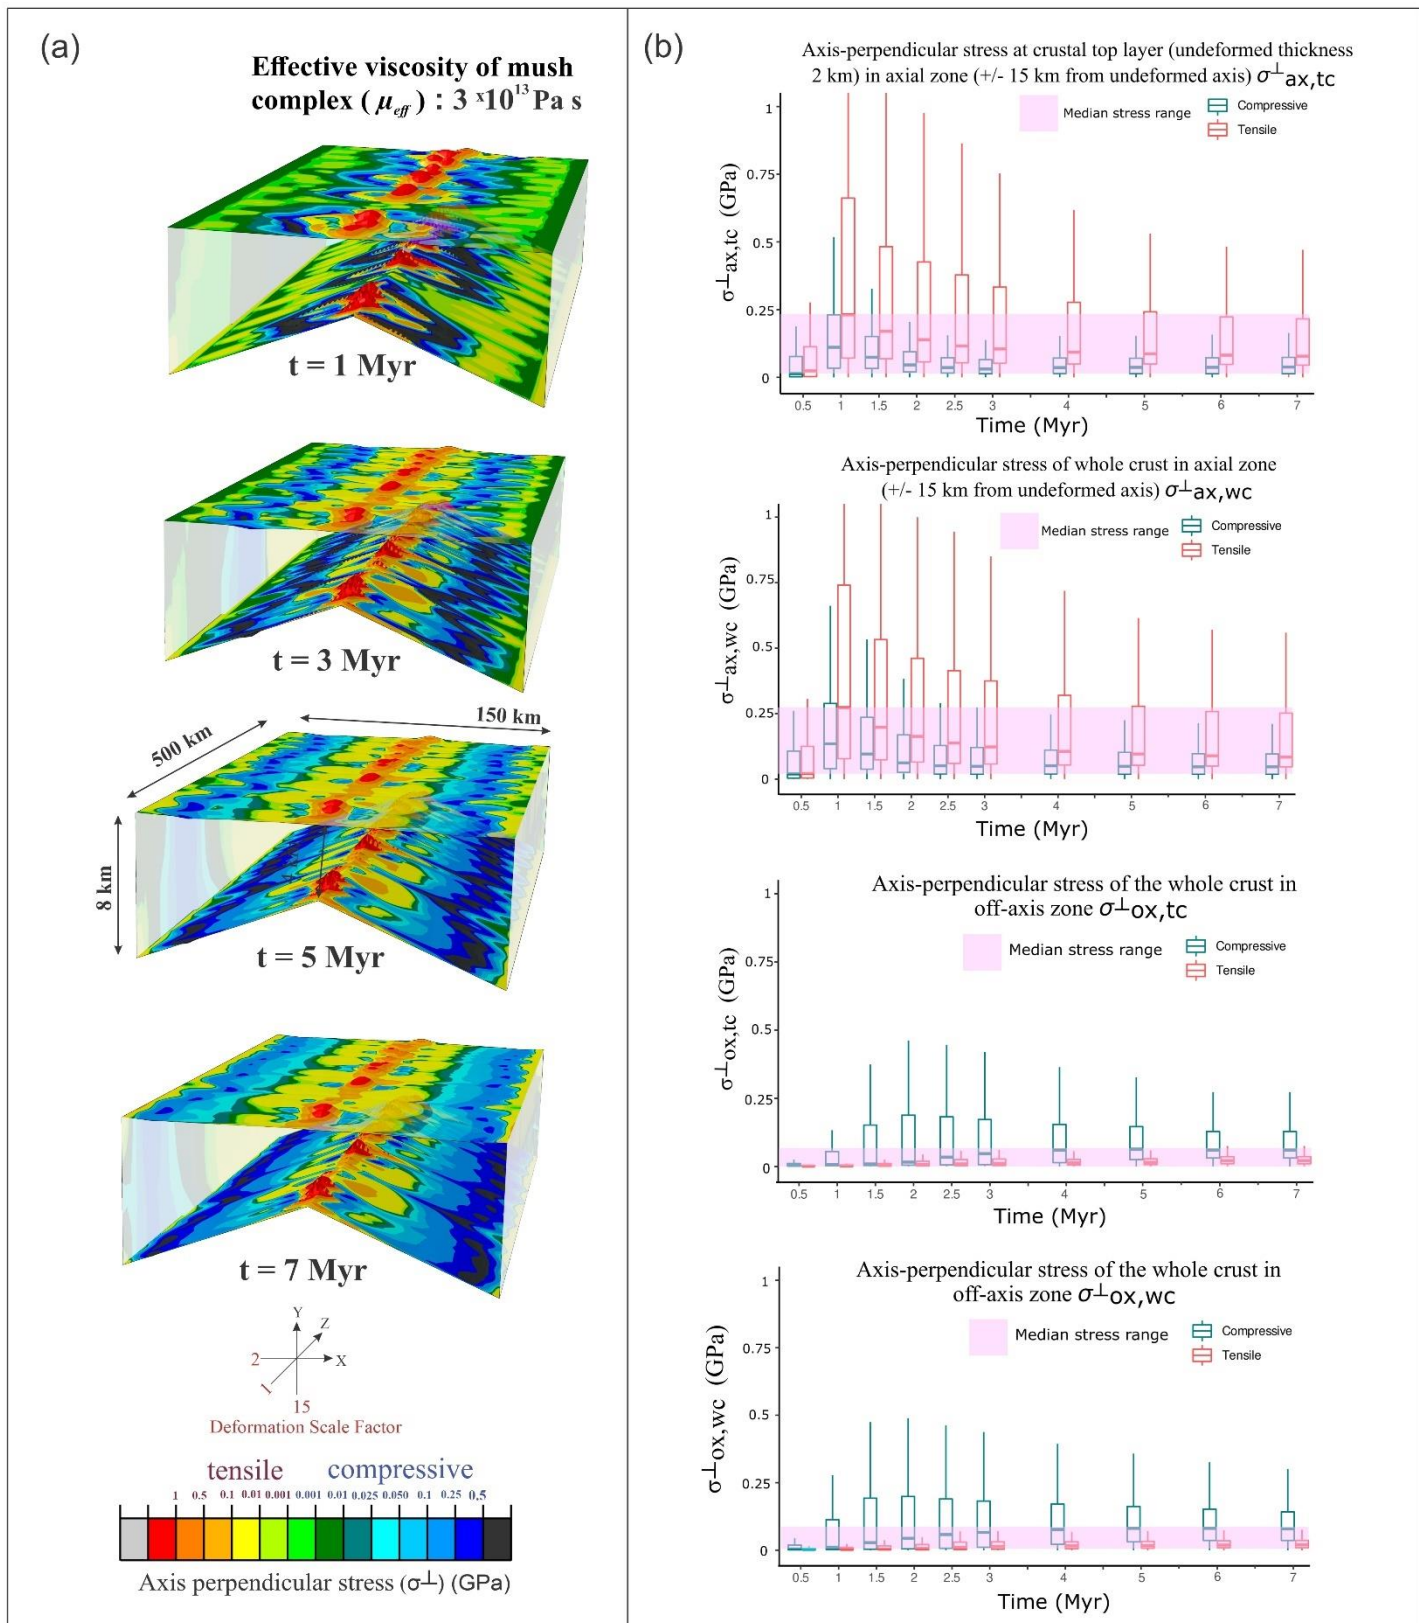 (a)
Effective viscosity of mush
complex ( μeff ) : 3 x10^13 Pa s
t = 1 Myr
t = 3 Myr
500 km
150 km
8 km
t = 5 Myr
t = 7 Myr
Y
Z
2
X
1
15
Deformation Scale Factor
tensile compressive
1 0.5 0.1 0.01 0.001 0.001 0.01 0.025 0.050 0.1 0.25 0.5
Axis perpendicular stress (σ⊥) (GPa)
(b)
Axis-perpendicular stress at crustal top layer (undeformed thickness
2 km) in axial zone (+/- 15 km from undeformed axis) σ⊥ax,tc
Median stress range
Compressive
Tensile
σ⊥ax,tc (GPa)
1
0.75
0.5
0.25
0
0.5 1 1.5 2 2.5 3 4 5 6 7
Time (Myr)
Axis-perpendicular stress of whole crust in axial zone
(+/- 15 km from undeformed axis) σ⊥ax,wc
Median stress range
Compressive
Tensile
σ⊥ax,wc (GPa)
1
0.75
0.5
0.25
0
0.5 1 1.5 2 2.5 3 4 5 6 7
Time (Myr)
Axis-perpendicular stress of the whole crust in
off-axis zone σ⊥ox,tc
Median stress range
Compressive
Tensile
σ⊥ox,tc (GPa)
1
0.75
0.5
0.25
0
0.5 1 1.5 2 2.5 3 4 5 6 7
Time (Myr)
Axis-perpendicular stress of the whole crust in
off-axis zone σ⊥ox,wc
Median stress range
Compressive
Tensile
σ⊥ox,wc (GPa)
1
0.75
0.5
0.25
0
0.5 1 1.5 2 2.5 3 4 5 6 7
Time (Myr)